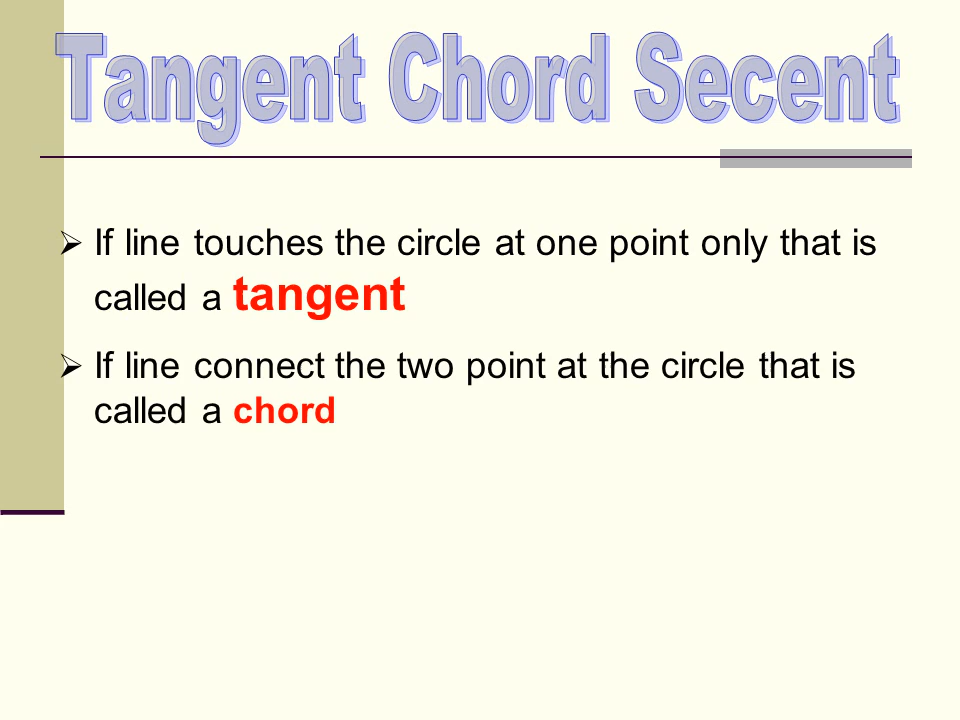 Tangent Chord Secent
➢ If line touches the circle at one point only that is
called a tangent
➢ If line connect the two point at the circle that is
called a chord